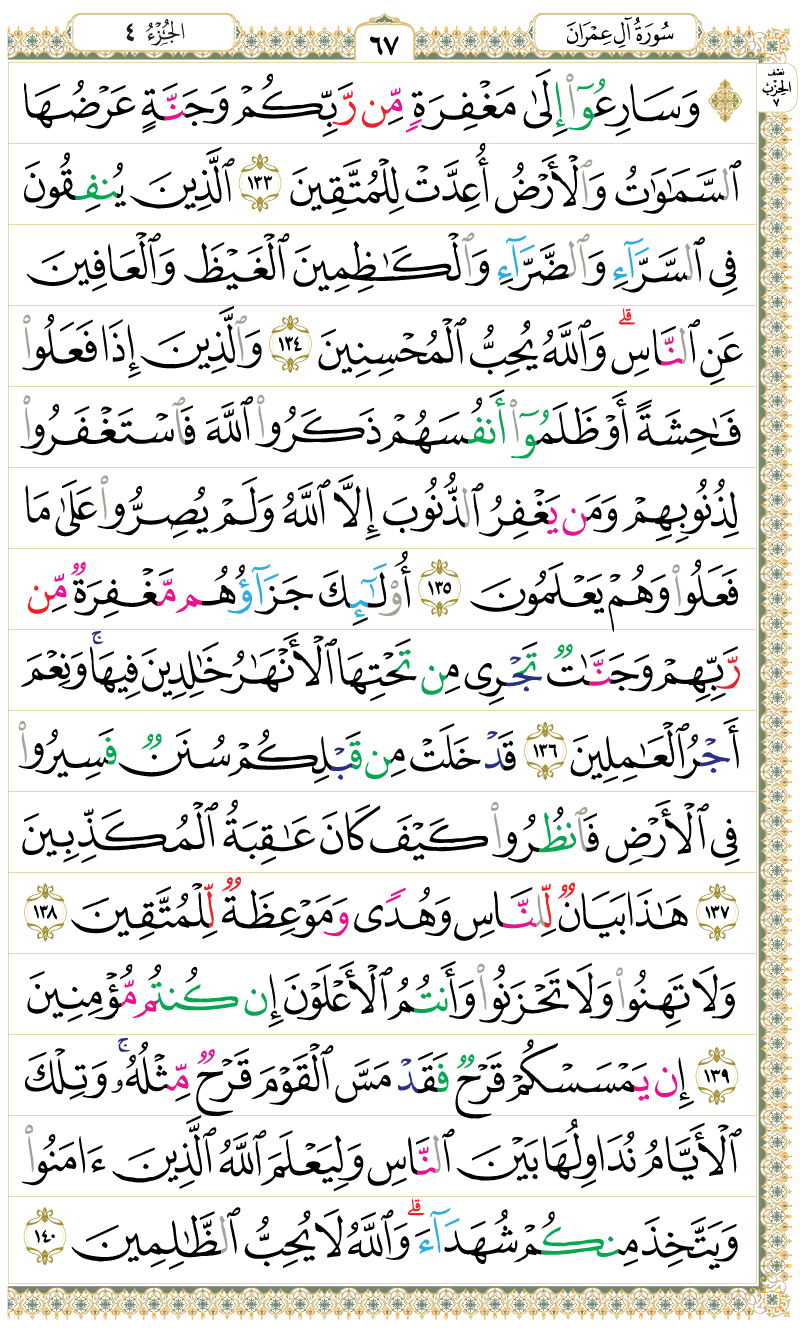 الجُزْءُ ٤
٦٧
سُورَةُ آلِ عِمْرَانَ
نصف الحِزْب ٧
۞ وَسَارِعُوٓا۟ إِلَىٰ مَغْفِرَةٍ مِّن رَّبِّكُمْ وَجَنَّةٍ عَرْضُهَا
ٱلسَّمَٰوَٰتُ وَٱلْأَرْضُ أُعِدَّتْ لِلْمُتَّقِينَ ١٣٣ ٱلَّذِينَ يُنفِقُونَ
فِى ٱلسَّرَّآءِ وَٱلضَّرَّآءِ وَٱلْكَٰظِمِينَ ٱلْغَيْظَ وَٱلْعَافِينَ
عَنِ ٱلنَّاسِ ۗ وَٱللَّهُ يُحِبُّ ٱلْمُحْسِنِينَ ١٣٤ وَٱلَّذِينَ إِذَا فَعَلُوا۟
فَٰحِشَةً أَوْ ظَلَمُوٓا۟ أَنفُسَهُمْ ذَكَرُوا۟ ٱللَّهَ فَٱسْتَغْفَرُوا۟
لِذُنُوبِهِمْ وَمَن يَغْفِرُ ٱلذُّنُوبَ إِلَّا ٱللَّهُ وَلَمْ يُصِرُّوا۟ عَلَىٰ مَا
فَعَلُوا۟ وَهُمْ يَعْلَمُونَ ١٣٥ أُو۟لَٰٓئِكَ جَزَآؤُهُم مَّغْفِرَةٌ مِّن
رَّبِّهِمْ وَجَنَّٰتٌ تَجْرِى مِن تَحْتِهَا ٱلْأَنْهَٰرُ خَٰلِدِينَ فِيهَا ۚ وَنِعْمَ
أَجْرُ ٱلْعَٰمِلِينَ ١٣٦ قَدْ خَلَتْ مِن قَبْلِكُمْ سُنَنٌ فَسِيرُوا۟
فِى ٱلْأَرْضِ فَٱنظُرُوا۟ كَيْفَ كَانَ عَٰقِبَةُ ٱلْمُكَذِّبِينَ
١٣٧ هَٰذَا بَيَانٌ لِّلنَّاسِ وَهُدًى وَمَوْعِظَةٌ لِّلْمُتَّقِينَ ١٣٨
وَلَا تَهِنُوا۟ وَلَا تَحْزَنُوا۟ وَأَنتُمُ ٱلْأَعْلَوْنَ إِن كُنتُم مُّؤْمِنِينَ
١٣٩ إِن يَمْسَسْكُمْ قَرْحٌ فَقَدْ مَسَّ ٱلْقَوْمَ قَرْحٌ مِّثْلُهُۥ ۚ وَتِلْكَ
ٱلْأَيَّامُ نُدَاوِلُهَا بَيْنَ ٱلنَّاسِ وَلِيَعْلَمَ ٱللَّهُ ٱلَّذِينَ ءَامَنُوا۟
وَيَتَّخِذَ مِنكُمْ شُهَدَآءَ ۗ وَٱللَّهُ لَا يُحِبُّ ٱلظَّٰلِمِينَ ١٤٠